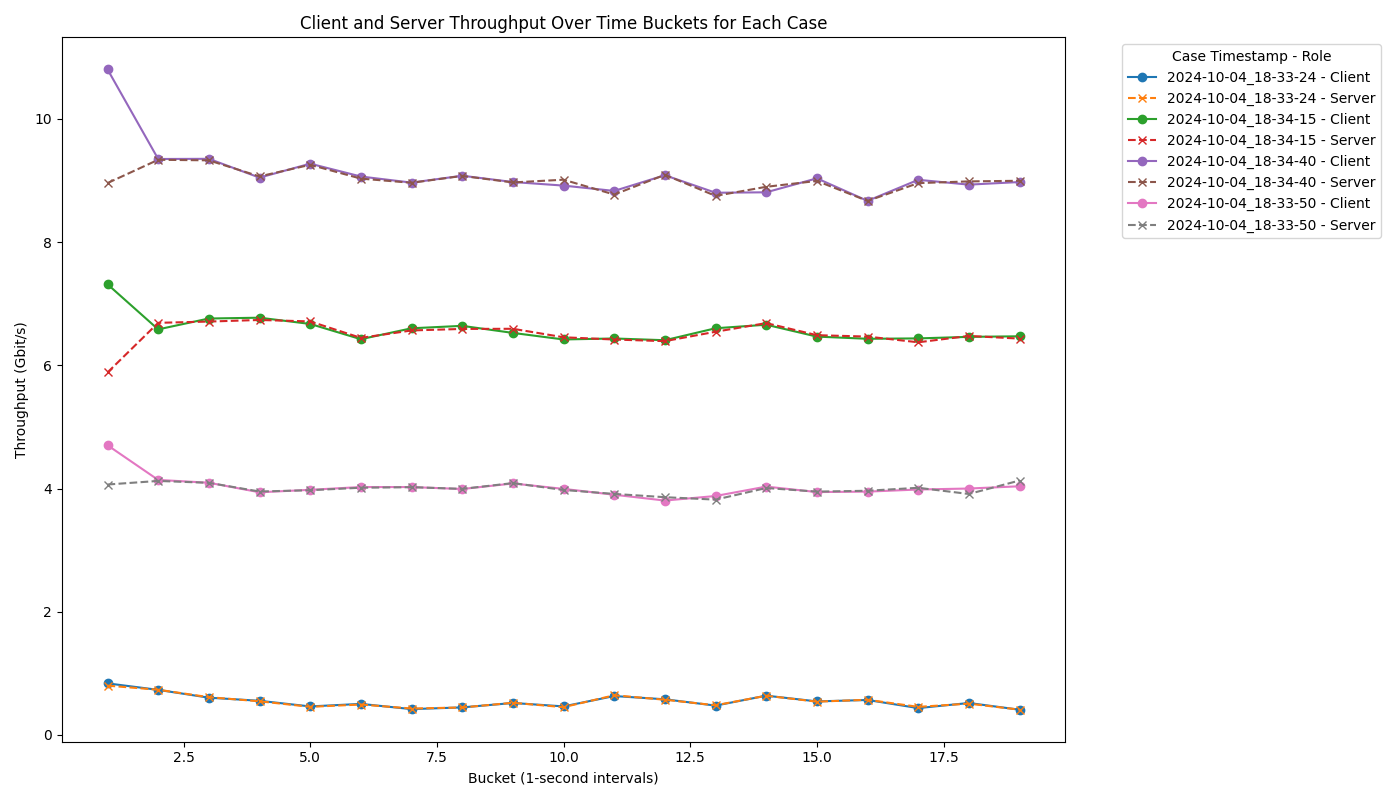 Client and Server Throughput Over Time Buckets for Each Case
Throughput (Gbit/s)
10
8
6
4
2
0
2.5 5.0 7.5 10.0 12.5 15.0 17.5
Bucket (1-second intervals)
Case Timestamp - Role
2024-10-04_18-33-24 - Client
2024-10-04_18-33-24 - Server
2024-10-04_18-34-15 - Client
2024-10-04_18-34-15 - Server
2024-10-04_18-34-40 - Client
2024-10-04_18-34-40 - Server
2024-10-04_18-33-50 - Client
2024-10-04_18-33-50 - Server